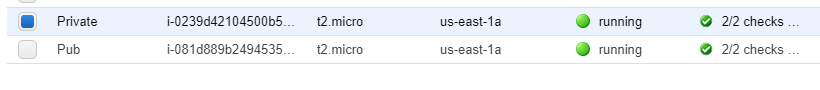 Private i-0239d42104500b5... t2.micro us-east-1a running 2/2 checks ...
Pub i-081d889b2494535... t2.micro us-east-1a running 2/2 checks ...